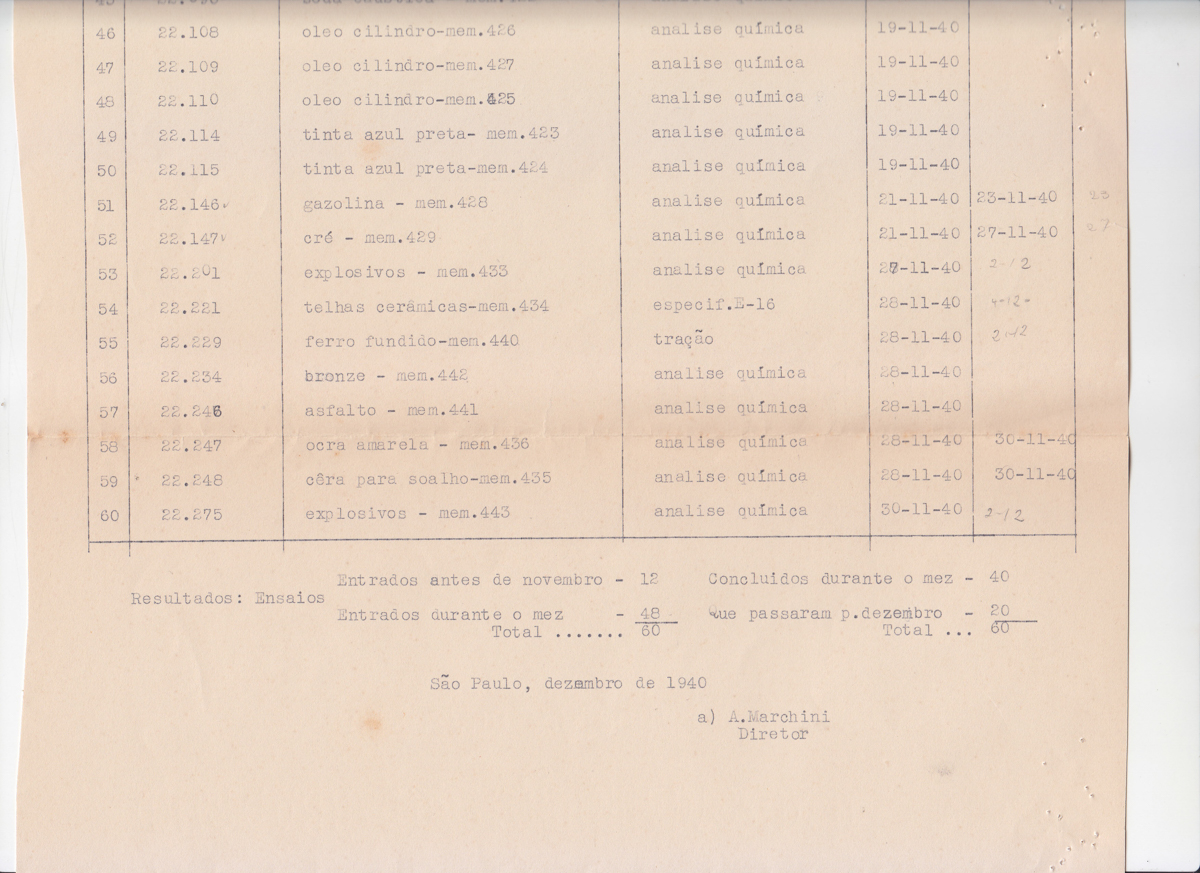 46 22.108 oleo cilindro-mem.426 analise química 19-11-40
47 22.109 oleo cilindro-mem.427 analise química 19-11-40
48 22.110 oleo cilindro-mem.425 analise química 19-11-40
49 22.114 tinta azul preta- mem.423 analise química 19-11-40
50 22.115 tinta azul preta-mem.424 analise química 19-11-40
51 22.146 gazolina - mem.428 analise química 21-11-40 23-11-40 23
52 22.147 cré - mem.429 analise química 21-11-40 27-11-40 27
53 22.201 explosivos - mem.433 analise química 27-11-40 2-12
54 22.221 telhas cerâmicas-mem.434 especif.E-16 28-11-40 4-12-
55 22.229 ferro fundido-mem.440 tração 28-11-40 2-12
56 22.234 bronze - mem.442 analise química 28-11-40
57 22.246 asfalto - mem.441 analise química 28-11-40
58 22.247 ocra amarela - mem.436 analise química 28-11-40 30-11-40
59 22.248 cêra para soalho-mem.435 analise química 28-11-40 30-11-40
60 22.275 explosivos - mem.443 analise química 30-11-40 2-12
Entrados antes de novembro - 12 Concluidos durante o mez - 40
Resultados: Ensaios
Entrados durante o mez - 48 Que passaram p.dezembro - 20
Total ....... 60 Total ... 60
São Paulo, dezembro de 1940
a) A.Marchini
Diretor